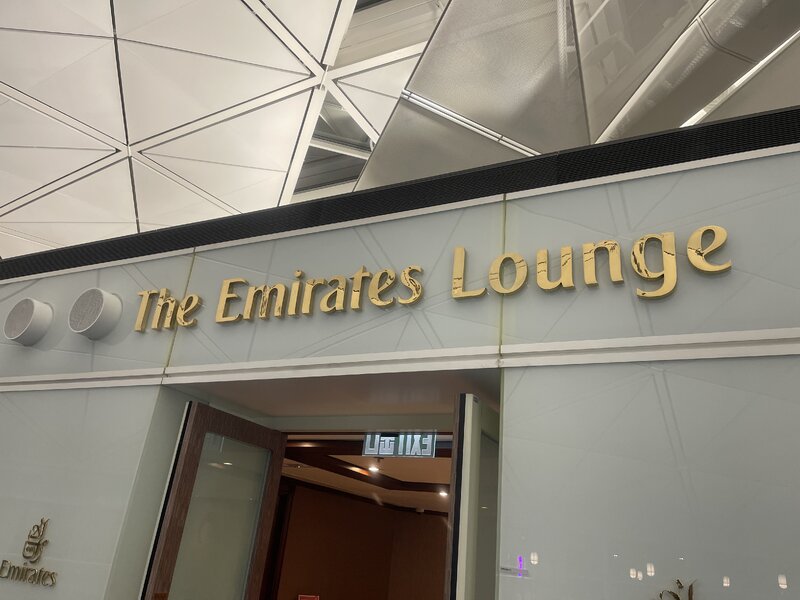 The Emirates Lounge
EXIT 出口
Emirates